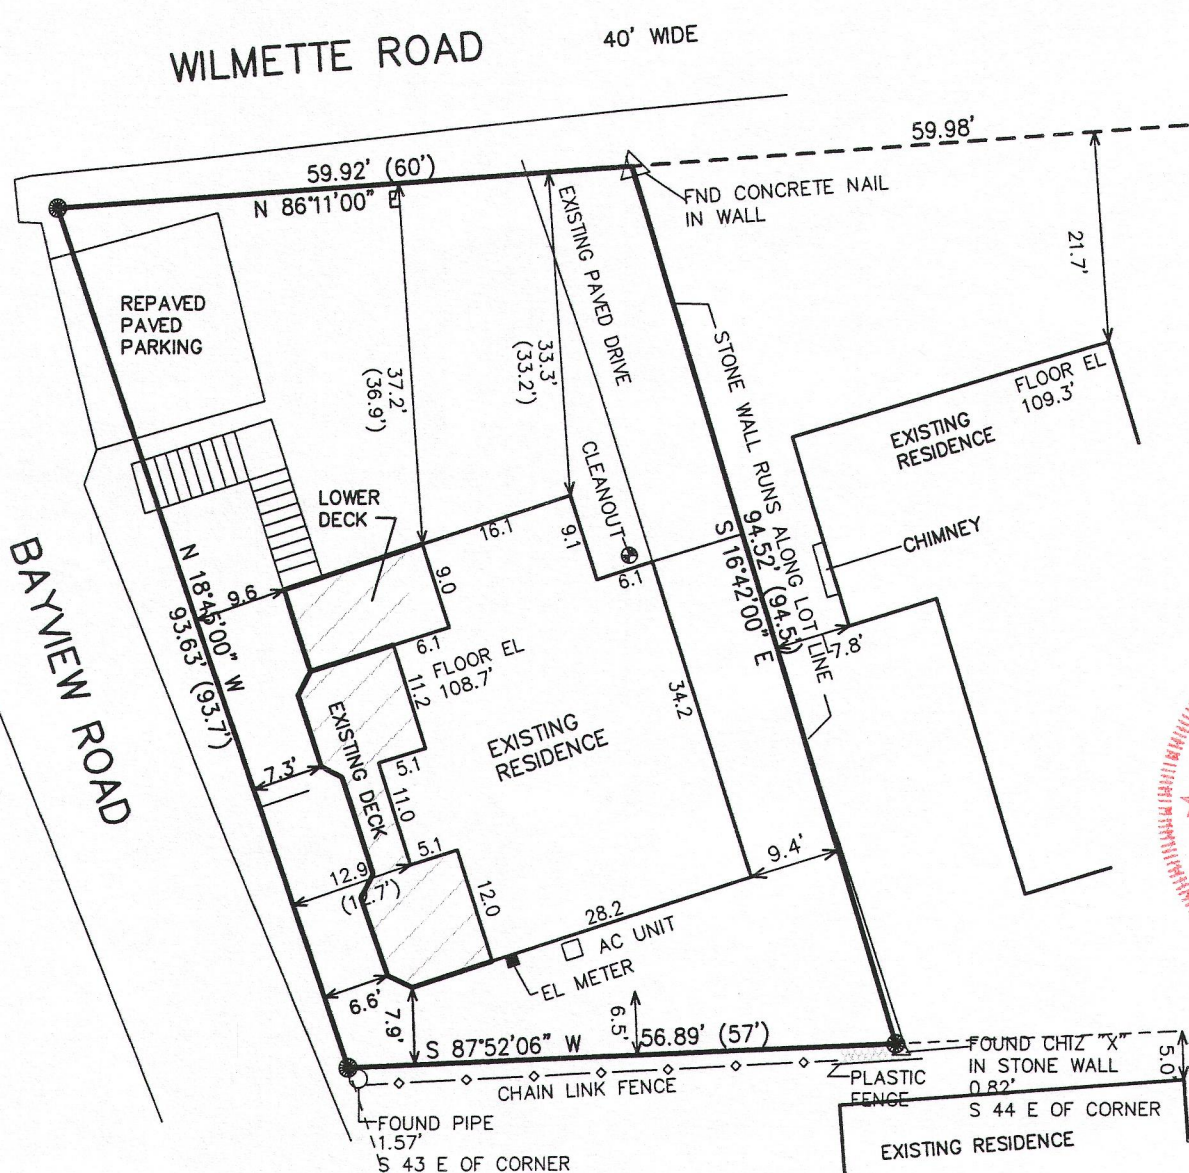 WILMETTE ROAD
40' WIDE
59.98'
59.92' (60')
N 86°11'00" E
FND CONCRETE NAIL
IN WALL
21.7'
EXISTING PAVED DRIVE
REPAVED
PAVED
PARKING
33.3'
(33.2')
37.2'
(36.9')
STONE WALL RUNS ALONG LOT LINE
FLOOR EL
109.3'
EXISTING
RESIDENCE
CLEANOUT
LOWER
DECK
16.1
9.1
6.1
CHIMNEY
94.52' (94.5')
S 16°42'00" E
7.8'
BAYVIEW ROAD
N 18°45'00" W
93.63' (93.7')
9.6
9.0
6.1
FLOOR EL
108.7'
11.2
34.2
EXISTING
RESIDENCE
EXISTING DECK
7.3'
5.1
11.0
5.1
12.9
12.0
9.4'
28.2
AC UNIT
EL METER
6.6'
7.9'
6.5'
S 87°52'06" W
56.89' (57')
CHAIN LINK FENCE
PLASTIC
FENCE
FOUND CHIZ "X"
IN STONE WALL
0.82'
S 44 E OF CORNER
5.0'
EXISTING RESIDENCE
FOUND PIPE
1.57'
S 43 E OF CORNER